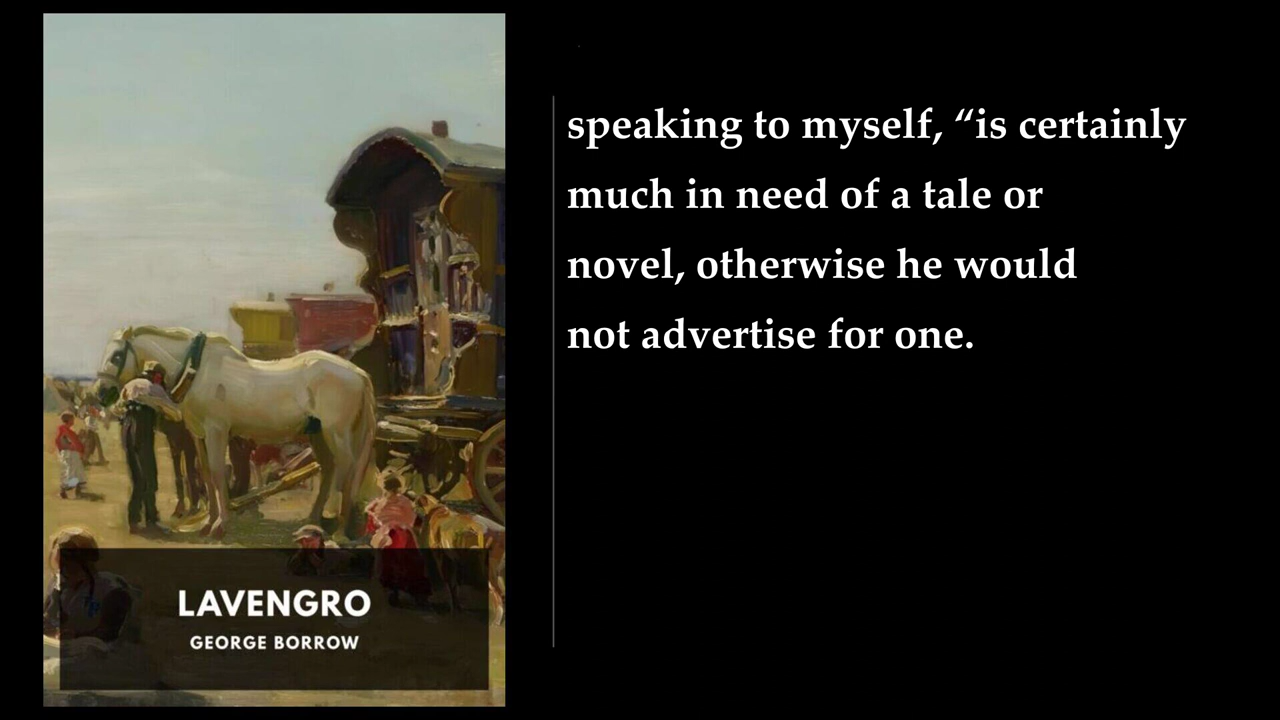 speaking to myself, “is certainly
much in need of a tale or
novel, otherwise he would
not advertise for one.
LAVENGRO
GEORGE BORROW